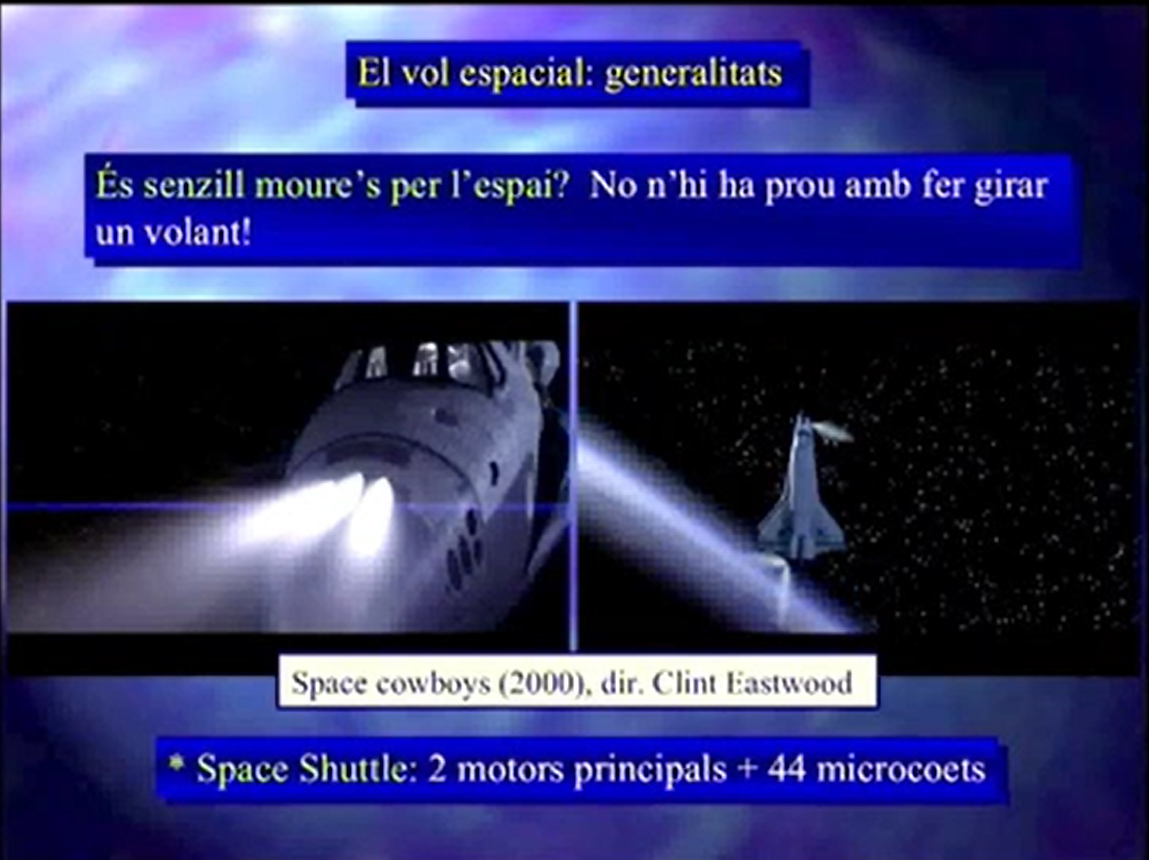 El vol espacial: generalitats
És senzill moure's per l'espai? No n'hi ha prou amb fer girar
un volant!
Space cowboys (2000), dir. Clint Eastwood
* Space Shuttle: 2 motors principals + 44 microcoets